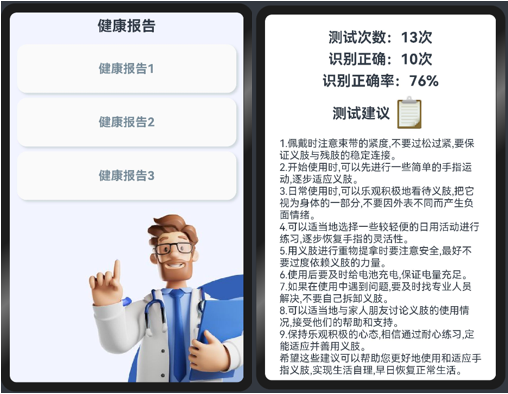 健康报告
健康报告1
健康报告2
健康报告3
测试次数：13次
识别正确：10次
识别正确率：76%
测试建议
1.佩戴时注意束带的紧度,不要过松过紧,要保
证义肢与残肢的稳定连接。
2.开始使用时,可以先进行一些简单的手指运
动,逐步适应义肢。
3.日常使用时,可以乐观积极地看待义肢,把它
视为身体的一部分,不要因外表不同而产生负
面情绪。
4.可以适当地选择一些较轻便的日用活动进行
练习,逐步恢复手指的灵活性。
5.用义肢进行重物提拿时要注意安全,最好不
要过度依赖义肢的力量。
6.使用后要及时给电池充电,保证电量充足。
7.如果在使用中遇到问题,要及时找专业人员
解决,不要自己拆卸义肢。
8.可以适当地与家人朋友讨论义肢的使用情
况,接受他们的帮助和支持。
9.保持乐观积极的心态,相信通过耐心练习,定
能适应并善用义肢。
希望这些建议可以帮助您更好地使用和适应手
指义肢,实现生活自理,早日恢复正常生活。